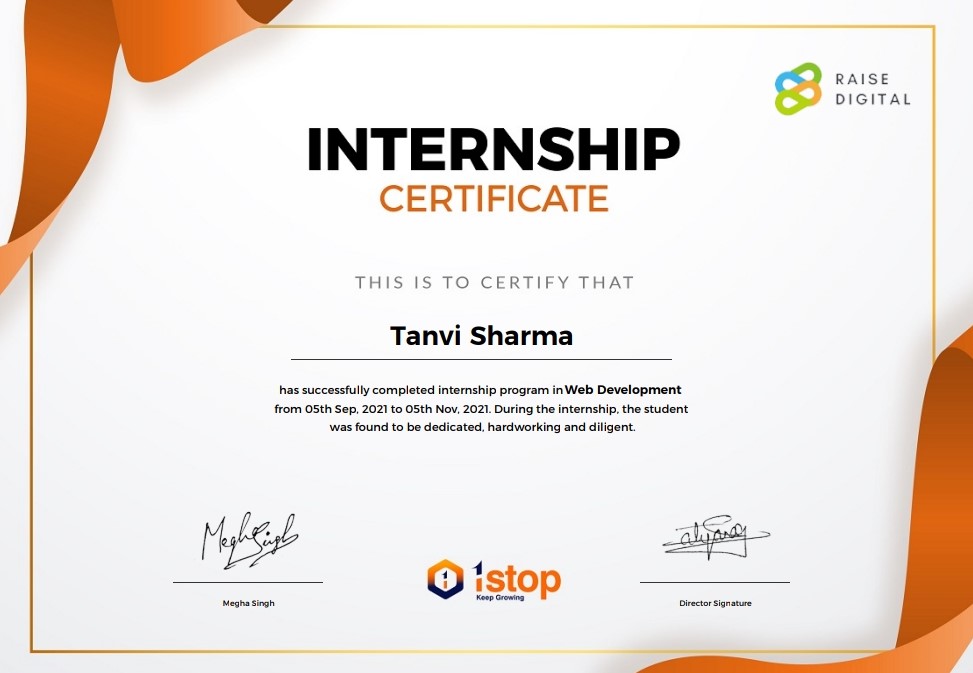 RAISE
DIGITAL
INTERNSHIP
CERTIFICATE
THIS IS TO CERTIFY THAT
Tanvi Sharma
has successfully completed internship program in Web Development
from 05th Sep, 2021 to 05th Nov, 2021. During the internship, the student
was found to be dedicated, hardworking and diligent.
Megha Singh
1stop
Keep Growing
Megha Singh
Director Signature